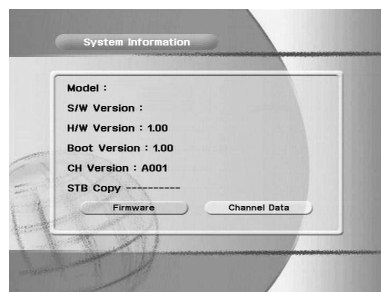 System Information
Model :
S/W Version :
H/W Version : 1.00
Boot Version : 1.00
CH Version : A001
STB Copy ----------
Firmware Channel Data